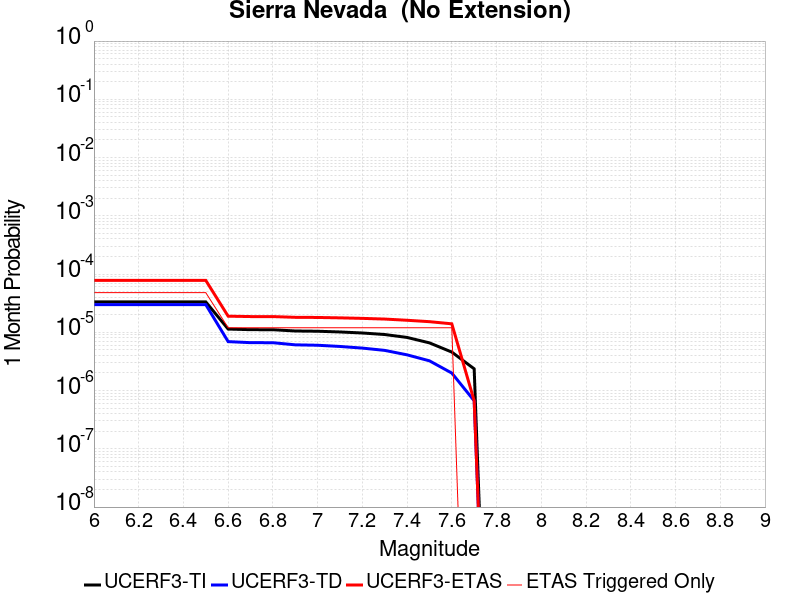 Sierra Nevada  (No Extension)
10^0
10^-1
10^-2
10^-3
10^-4
10^-5
10^-6
10^-7
10^-8
1 Month Probability
6 6.2 6.4 6.6 6.8 7 7.2 7.4 7.6 7.8 8 8.2 8.4 8.6 8.8 9
Magnitude
UCERF3-TI UCERF3-TD UCERF3-ETAS ETAS Triggered Only